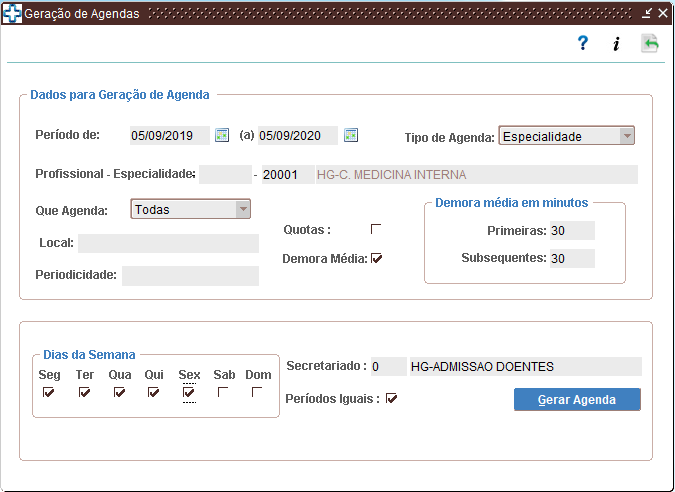 Geração de Agendas
? i
Dados para Geração de Agenda
Período de: 05/09/2019 (a) 05/09/2020 Tipo de Agenda: Especialidade
Profissional - Especialidade: - 20001 HG-C. MEDICINA INTERNA
Que Agenda: Todas
Demora média em minutos
Quotas :
Primeiras: 30
Local:
Demora Média:
Subsequentes: 30
Periodicidade:
Dias da Semana
Seg Ter Qua Qui Sex Sab Dom
Secretariado : 0 HG-ADMISSAO DOENTES
Períodos Iguais :
Gerar Agenda